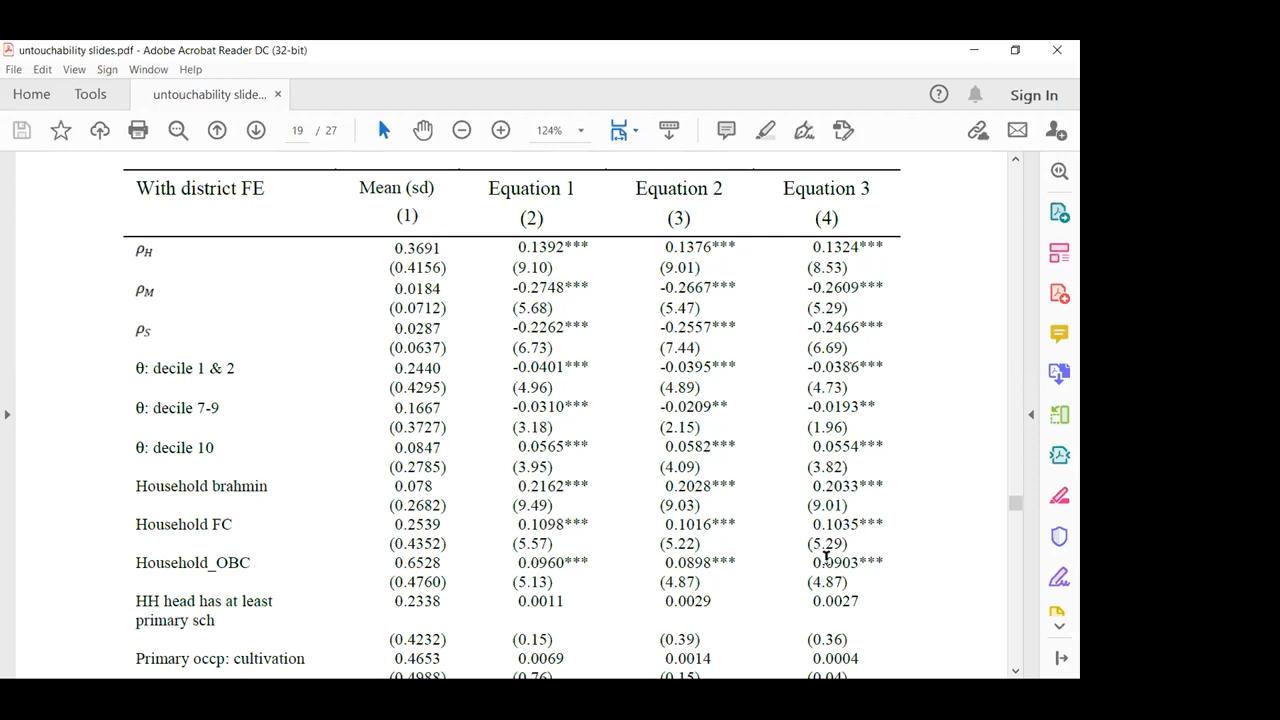 untouchability slides.pdf - Adobe Acrobat Reader DC (32-bit)
File Edit View Sign Window Help
Home Tools untouchability slide... × Sign In
19 / 27 124%
With district FE Mean (sd) Equation 1 Equation 2 Equation 3
(1) (2) (3) (4)
ρH 0.3691 0.1392*** 0.1376*** 0.1324***
(0.4156) (9.10) (9.01) (8.53)
ρM 0.0184 -0.2748*** -0.2667*** -0.2609***
(0.0712) (5.68) (5.47) (5.29)
ρS 0.0287 -0.2262*** -0.2557*** -0.2466***
(0.0637) (6.73) (7.44) (6.69)
θ: decile 1 & 2 0.2440 -0.0401*** -0.0395*** -0.0386***
(0.4295) (4.96) (4.89) (4.73)
θ: decile 7-9 0.1667 -0.0310*** -0.0209** -0.0193**
(0.3727) (3.18) (2.15) (1.96)
θ: decile 10 0.0847 0.0565*** 0.0582*** 0.0554***
(0.2785) (3.95) (4.09) (3.82)
Household brahmin 0.078 0.2162*** 0.2028*** 0.2033***
(0.2682) (9.49) (9.03) (9.01)
Household FC 0.2539 0.1098*** 0.1016*** 0.1035***
(0.4352) (5.57) (5.22) (5.29)
Household_OBC 0.6528 0.0960*** 0.0898*** 0.0903***
(0.4760) (5.13) (4.87) (4.87)
HH head has at least 0.2338 0.0011 0.0029 0.0027
primary sch
(0.4232) (0.15) (0.39) (0.36)
Primary occp: cultivation 0.4653 0.0069 0.0014 0.0004
(0.4988) (0.76) (0.15) (0.04)